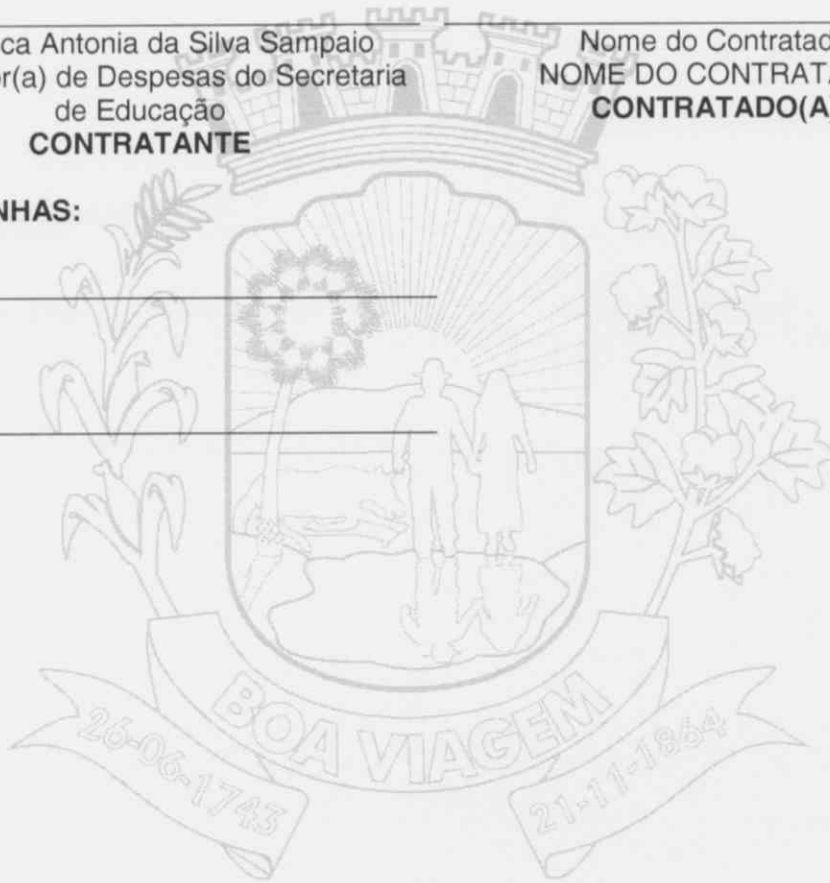 ca Antonia da Silva Sampaio
r(a) de Despesas do Secretaria
de Educação
CONTRATANTE
Nome do Contratad
NOME DO CONTRATA
CONTRATADO(A)
NHAS:
BOA VIAGEM
26-06-1743
21-11-1864